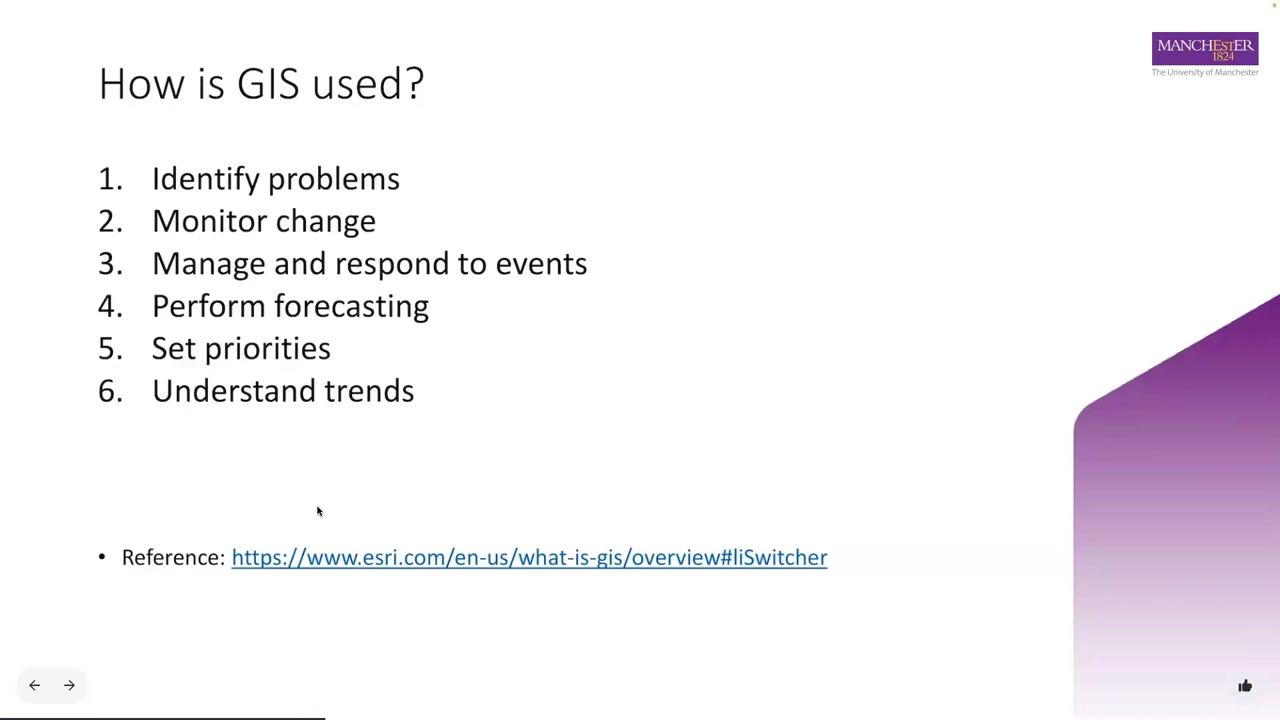 MANCHESTER
1824
The University of Manchester
How is GIS used?
1. Identify problems
2. Monitor change
3. Manage and respond to events
4. Perform forecasting
5. Set priorities
6. Understand trends
• Reference: https://www.esri.com/en-us/what-is-gis/overview#liSwitcher